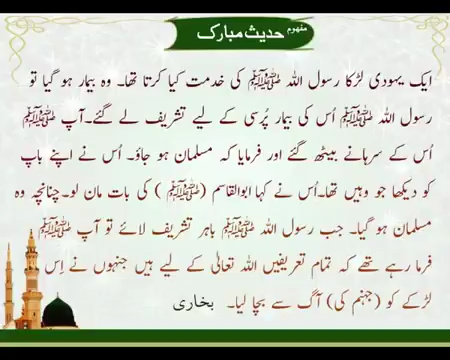 مفہوم حدیث مبارک
ایک یہودی لڑکا رسول اللہ ﷺ کی خدمت کیا کرتا تھا۔ وہ بیمار ہو گیا تو
رسول اللہ ﷺ اُس کی بیمار پُرسی کے لیے تشریف لے گئے۔آپ ﷺ
اُس کے سرہانے بیٹھ گئے اور فرمایا کہ مسلمان ہو جاؤ۔ اُس نے اپنے باپ
کو دیکھا جو وہیں تھا۔اُس نے کہا ابوالقاسم (ﷺ) کی بات مان لو۔چنانچہ وہ
مسلمان ہو گیا۔ جب رسول اللہ ﷺ باہر تشریف لائے تو آپ ﷺ
فرما رہے تھے کہ تمام تعریفیں اللہ تعالیٰ کے لیے ہیں جنہوں نے اِس
لڑکے کو (جہنم کی) آگ سے بچا لیا۔ بخاری